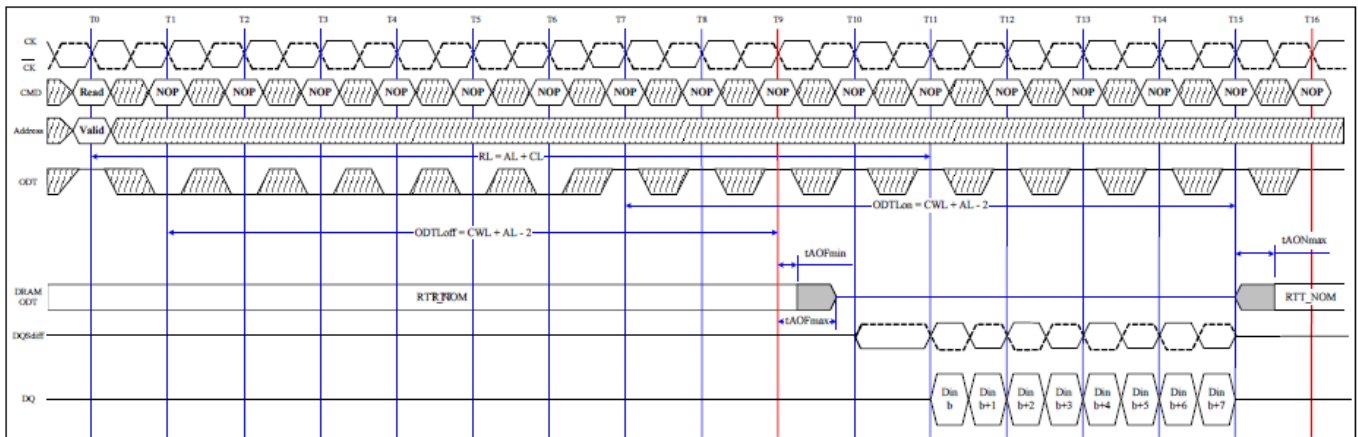 T0 T1 T2 T3 T4 T5 T6 T7 T8 T9 T10 T11 T12 T13 T14 T15 T16
CK
CK
CMD Read NOP NOP NOP NOP NOP NOP NOP NOP NOP NOP NOP NOP NOP NOP NOP NOP
Address Valid
RL = AL + CL
ODT
ODTLon = CWL + AL - 2
ODTLoff = CWL + AL - 2
tAOFmin tAONmax
DRAM
ODT
RTT_NOM RTT_NOM
tAOFmax
DQSdiff
DQ
Din Din Din Din Din Din Din Din
b b+1 b+2 b+3 b+4 b+5 b+6 b+7